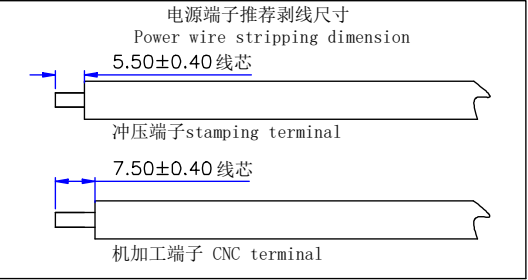 电源端子推荐剥线尺寸
Power wire stripping dimension
5.50±0.40 线芯
冲压端子stamping terminal
7.50±0.40 线芯
机加工端子 CNC terminal